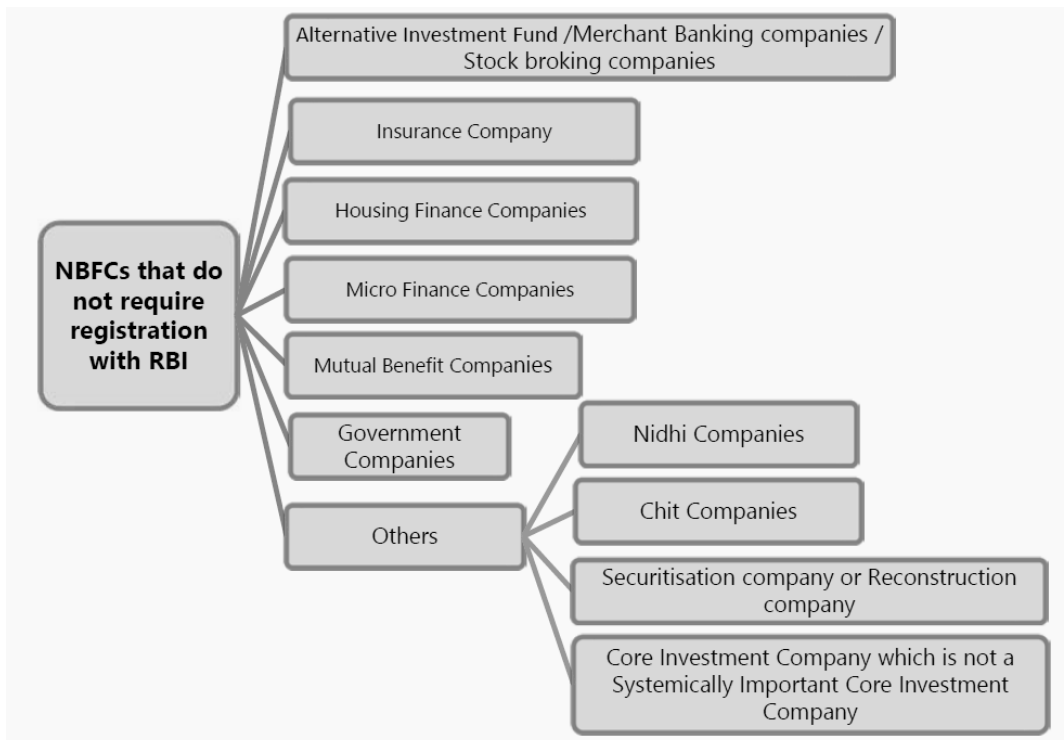 NBFCs that do
not require
registration
with RBI
Alternative Investment Fund /Merchant Banking companies /
Stock broking companies
Insurance Company
Housing Finance Companies
Micro Finance Companies
Mutual Benefit Companies
Government
Companies
Others
Nidhi Companies
Chit Companies
Securitisation company or Reconstruction
company
Core Investment Company which is not a
Systemically Important Core Investment
Company